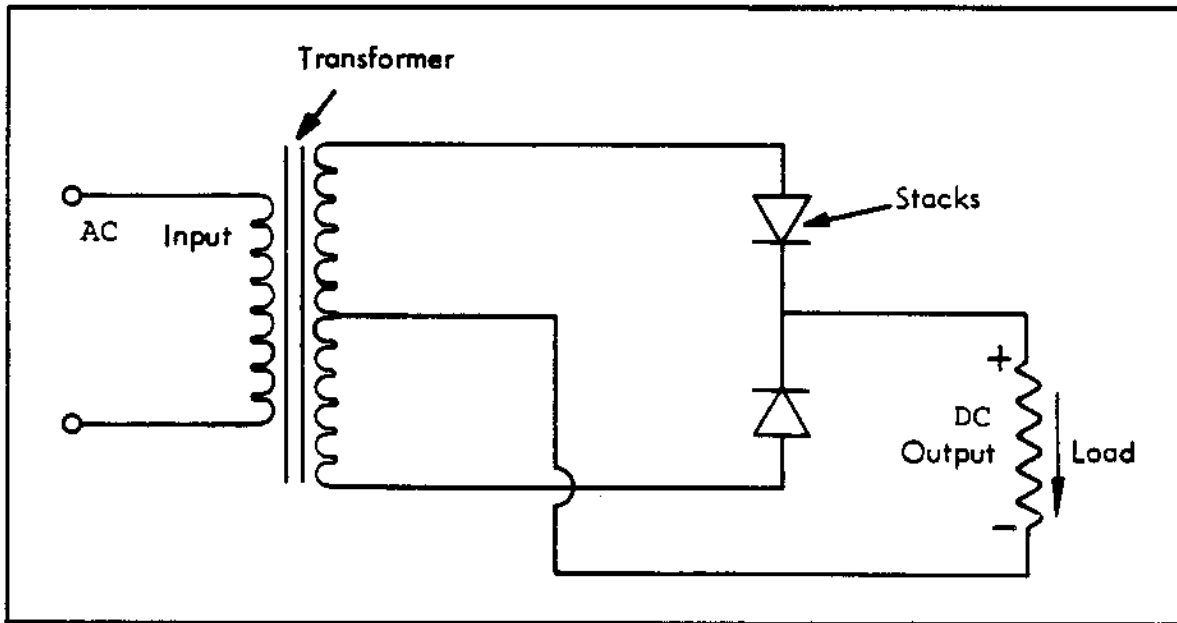 Transformer
Stacks
AC Input
+
DC
Output
Load
-